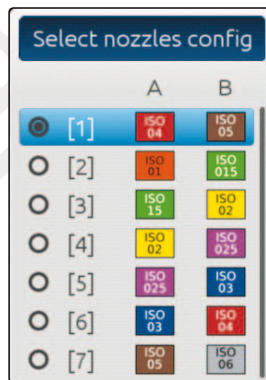 Select nozzles config
A B
[1] ISO 04 ISO 05
[2] ISO 01 ISO 015
[3] ISO 15 ISO 02
[4] ISO 02 ISO 025
[5] ISO 025 ISO 03
[6] ISO 03 ISO 04
[7] ISO 05 ISO 06